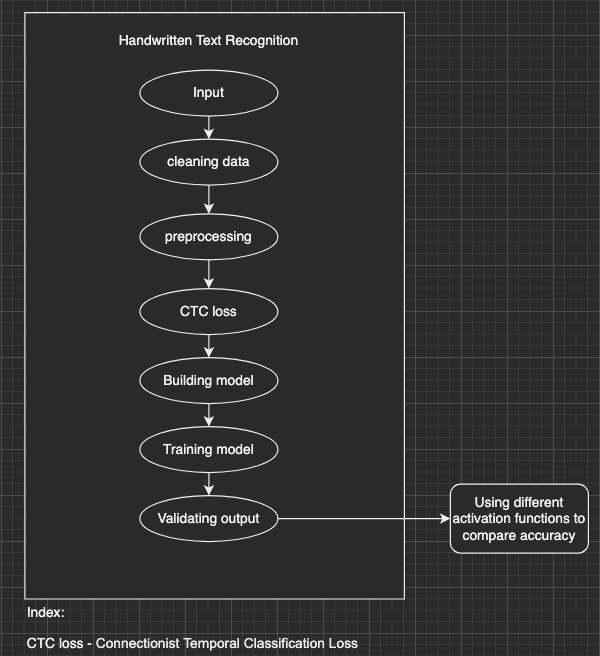 Handwritten Text Recognition
Input
cleaning data
preprocessing
CTC loss
Building model
Training model
Validating output
Using different
activation functions to
compare accuracy
Index:
CTC loss - Connectionist Temporal Classification Loss